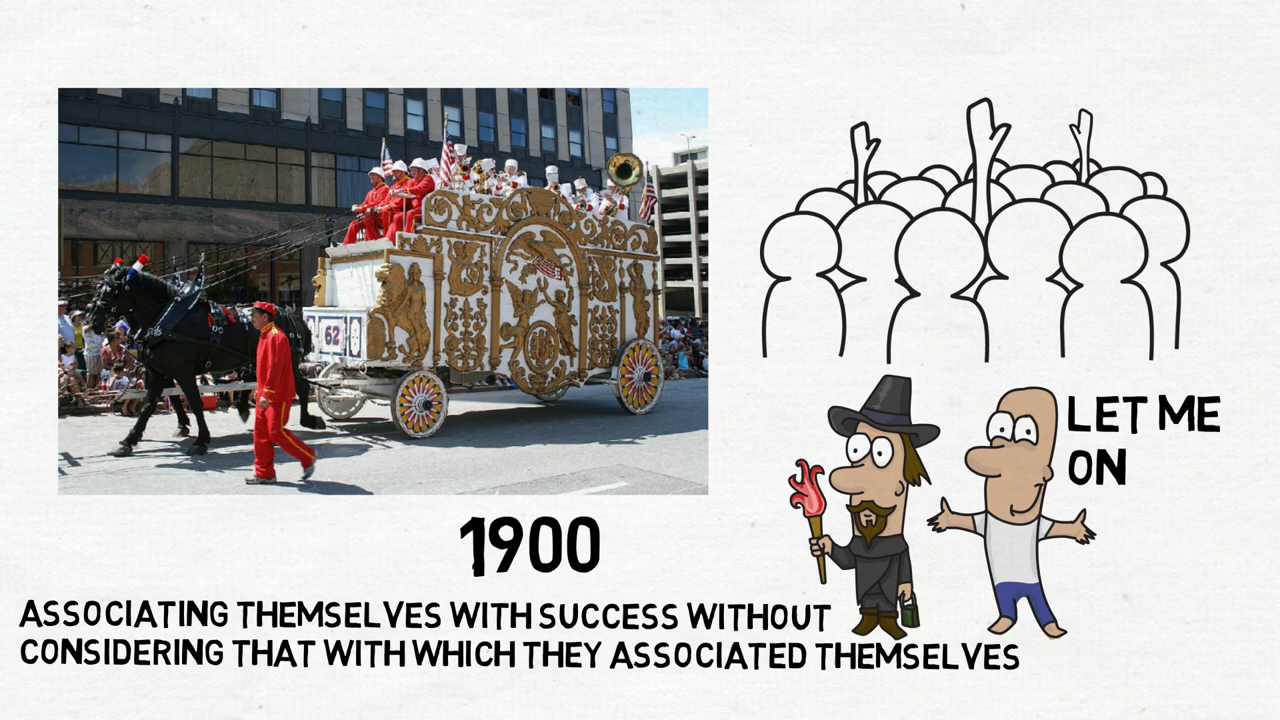 62
LET ME
ON
1900
ASSOCIATING THEMSELVES WITH SUCCESS WITHOUT
CONSIDERING THAT WITH WHICH THEY ASSOCIATED THEMSELVES